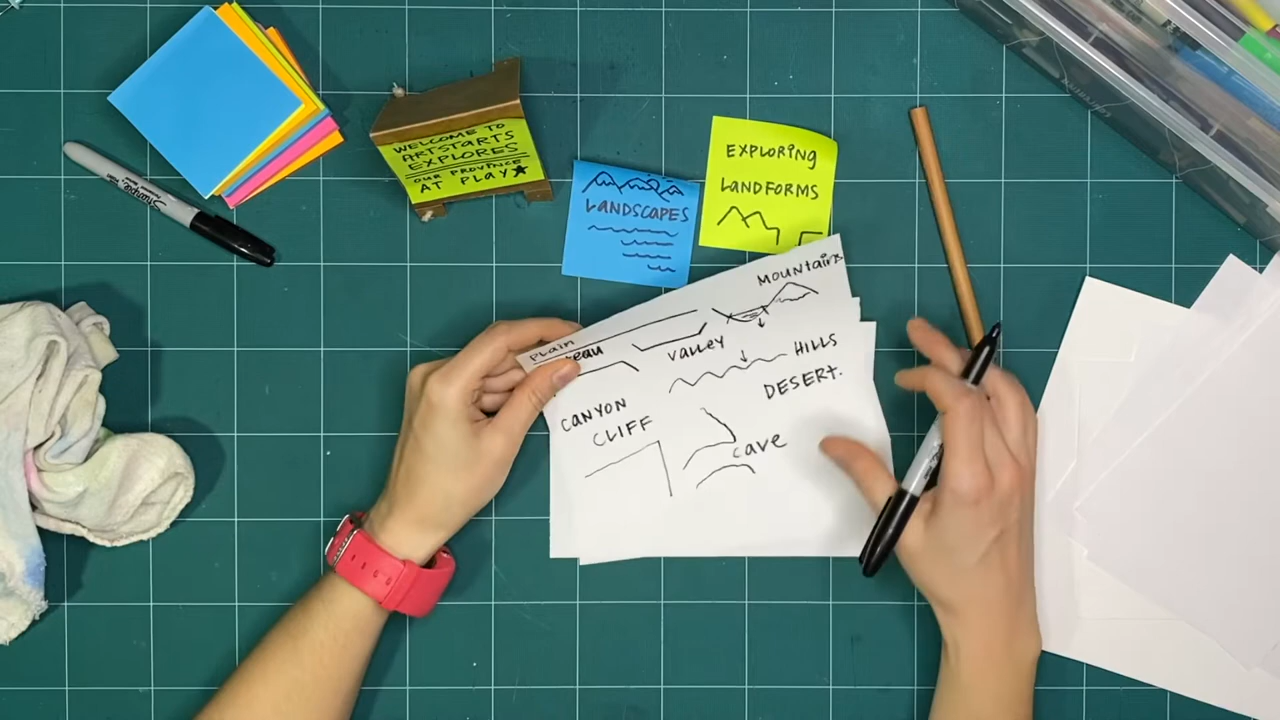 WELCOME TO
ARTSTARTS
EXPLORES
OUR PROVINCE
AT PLAY★
LANDSCAPES
EXPLORING
LANDFORMS
Sharpie
MOUNTAINS
PLAIN
eau
VALLEY
HILLS
DESERT.
CANYON
CLIFF
cave